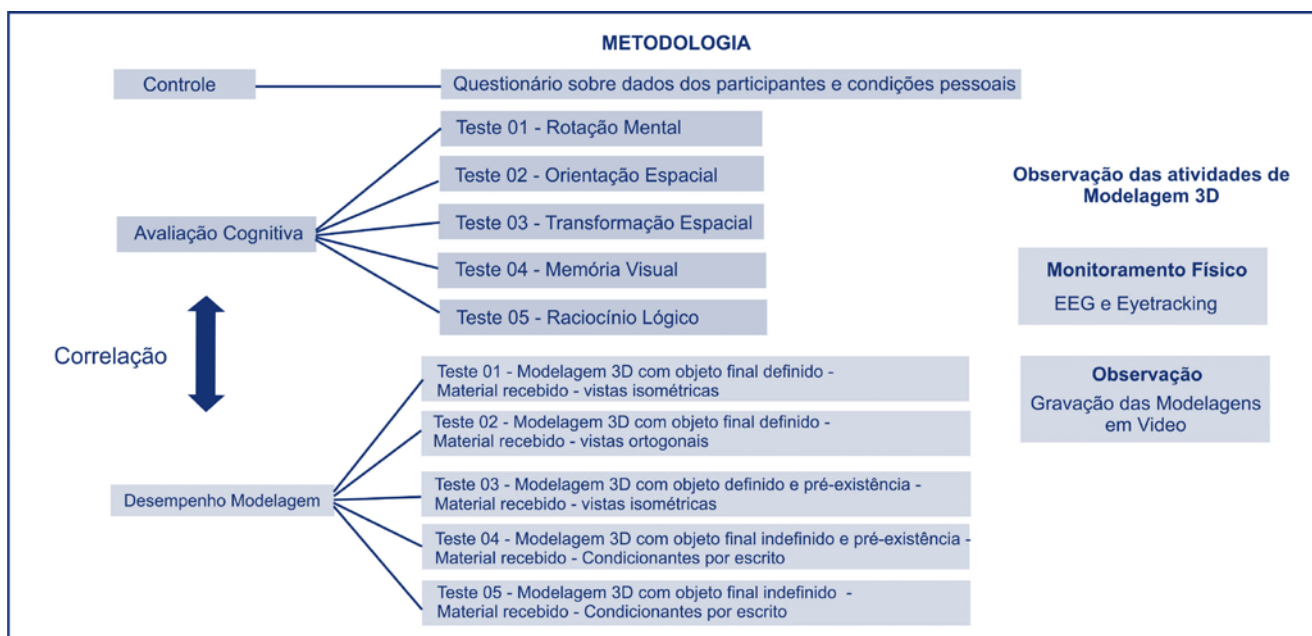 METODOLOGIA
Controle
Questionário sobre dados dos participantes e condições pessoais
Avaliação Cognitiva
Teste 01 - Rotação Mental
Teste 02 - Orientação Espacial
Teste 03 - Transformação Espacial
Teste 04 - Memória Visual
Teste 05 - Raciocínio Lógico
Correlação
Desempenho Modelagem
Teste 01 - Modelagem 3D com objeto final definido -
Material recebido - vistas isométricas
Teste 02 - Modelagem 3D com objeto final definido -
Material recebido - vistas ortogonais
Teste 03 - Modelagem 3D com objeto definido e pré-existência -
Material recebido - vistas isométricas
Teste 04 - Modelagem 3D com objeto final indefinido e pré-existência -
Material recebido - Condicionantes por escrito
Teste 05 - Modelagem 3D com objeto final indefinido -
Material recebido - Condicionantes por escrito
Observação das atividades de
Modelagem 3D
Monitoramento Físico
EEG e Eyetracking
Observação
Gravação das Modelagens
em Video